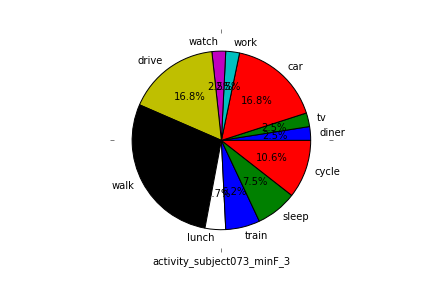 watch
work
drive
car
16.8%
16.8%
tv
diner
walk
10.6%
cycle
7.5%
sleep
lunch
train
activity_subject073_minF_3